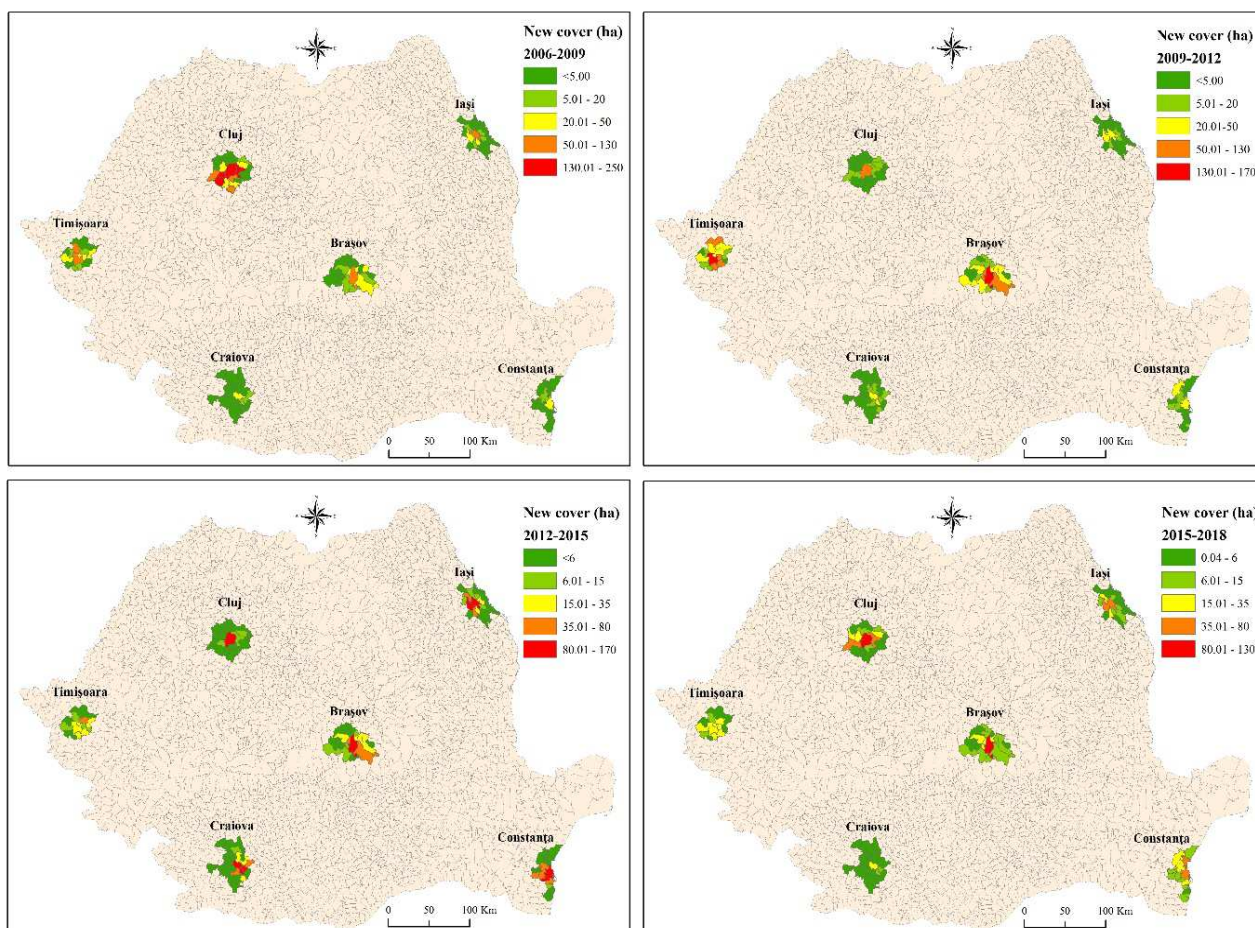 New cover (ha)
2006-2009
<5.00
5.01 - 20
20.01 - 50
50.01 - 130
130.01 - 250
Iași
Cluj
Timișoara
Brașov
Craiova
Constanța
0 50 100 Km
New cover (ha)
2009-2012
<5.00
5.01 - 20
20.01-50
50.01 - 130
130.01 - 170
Iași
Cluj
Timișoara
Brașov
Craiova
Constanța
0 50 100 Km
New cover (ha)
2012-2015
<6
6.01 - 15
15.01 - 35
35.01 - 80
80.01 - 170
Iași
Cluj
Timișoara
Brașov
Craiova
Constanța
0 50 100 Km
New cover (ha)
2015-2018
0.04 - 6
6.01 - 15
15.01 - 35
35.01 - 80
80.01 - 130
Iași
Cluj
Timișoara
Brașov
Craiova
Constanța
0 50 100 Km